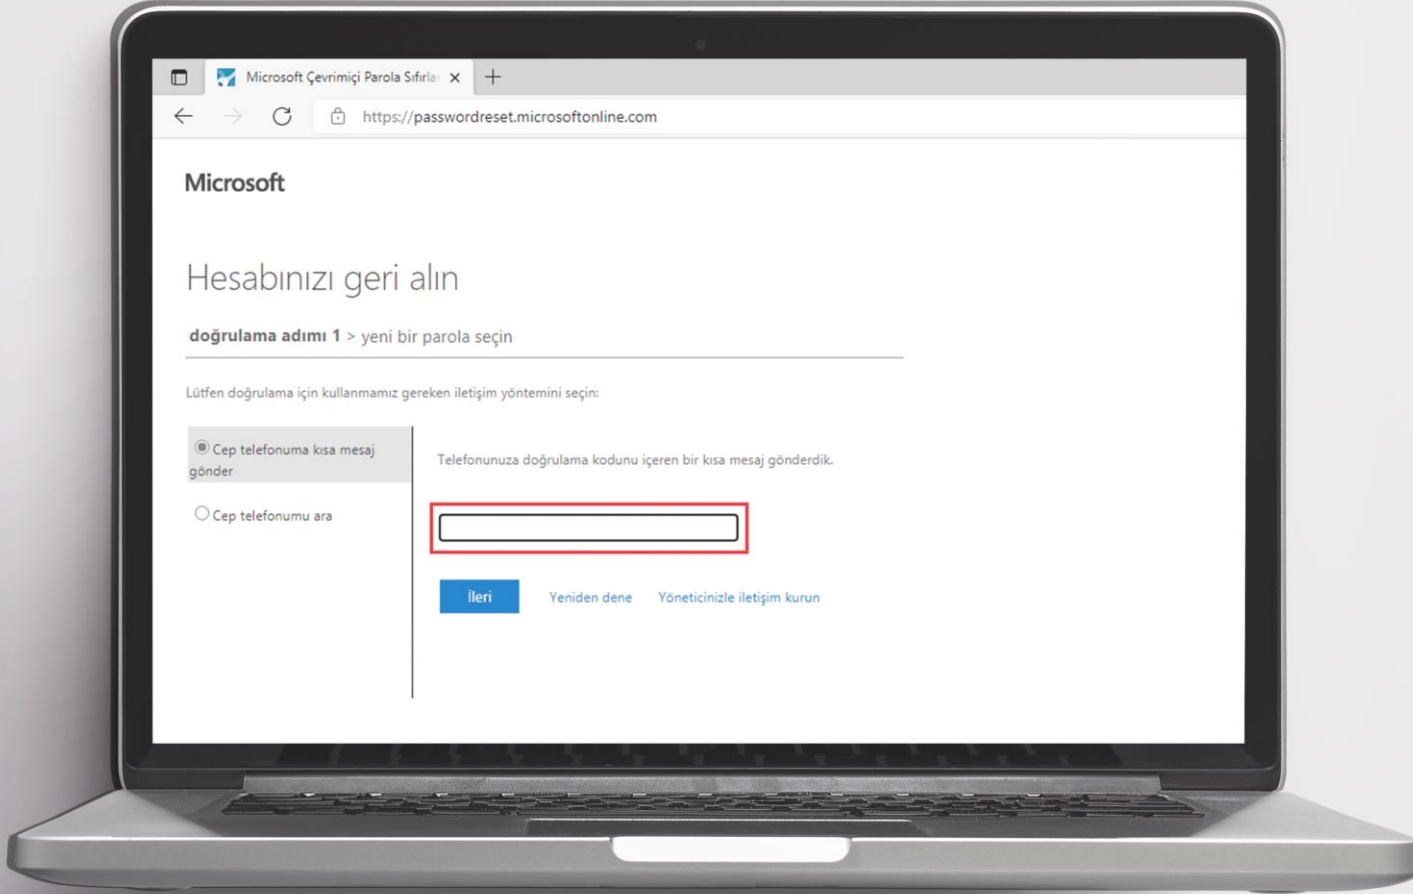 Microsoft Çevrimiçi Parola Sıfırla
https://passwordreset.microsoftonline.com
Microsoft
Hesabınızı geri alın
doğrulama adımı 1 > yeni bir parola seçin
Lütfen doğrulama için kullanmamız gereken iletişim yöntemini seçin:
Cep telefonuma kısa mesaj
gönder
Cep telefonumu ara
Telefonunuza doğrulama kodunu içeren bir kısa mesaj gönderdik.
İleri
Yeniden dene
Yöneticinizle iletişim kurun